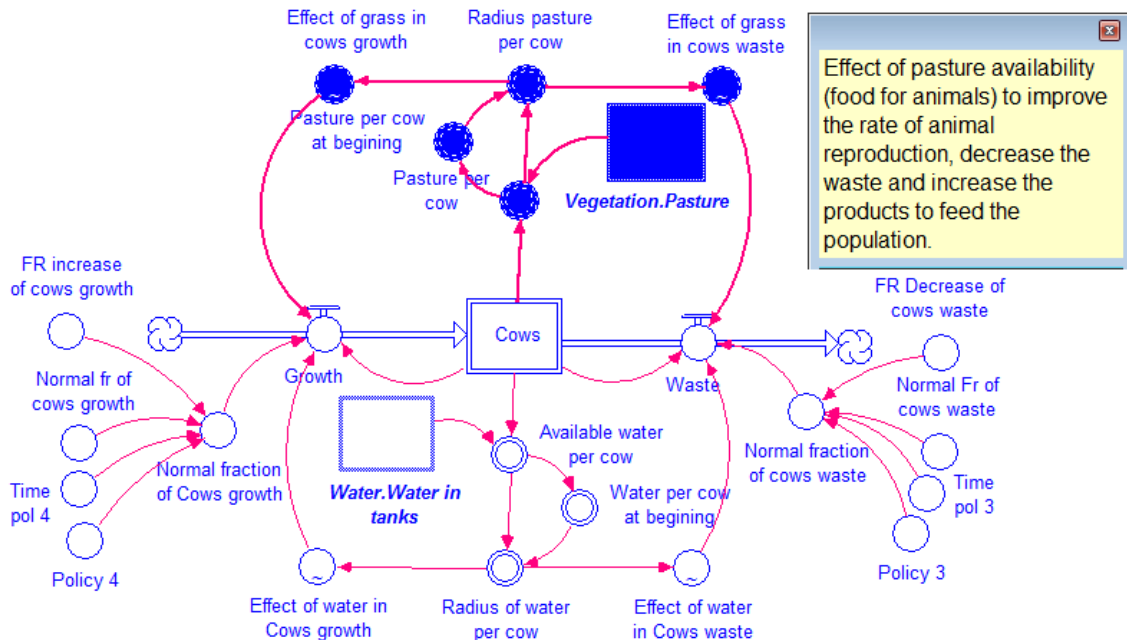 Effect of grass in
cows growth
Radius pasture
per cow
Effect of grass
in cows waste
Effect of pasture availability
(food for animals) to improve
the rate of animal
reproduction, decrease the
waste and increase the
products to feed the
population.
Pasture per cow
at begining
Pasture per
cow
Vegetation.Pasture
FR increase
of cows growth
FR Decrease of
cows waste
Cows
Growth
Waste
Normal fr of
cows growth
Normal Fr of
cows waste
Available water
per cow
Normal fraction
of Cows growth
Normal fraction
of cows waste
Time
pol 4
Water.Water in
tanks
Water per cow
at begining
Time
pol 3
Policy 4
Policy 3
Effect of water in
Cows growth
Radius of water
per cow
Effect of water
in Cows waste